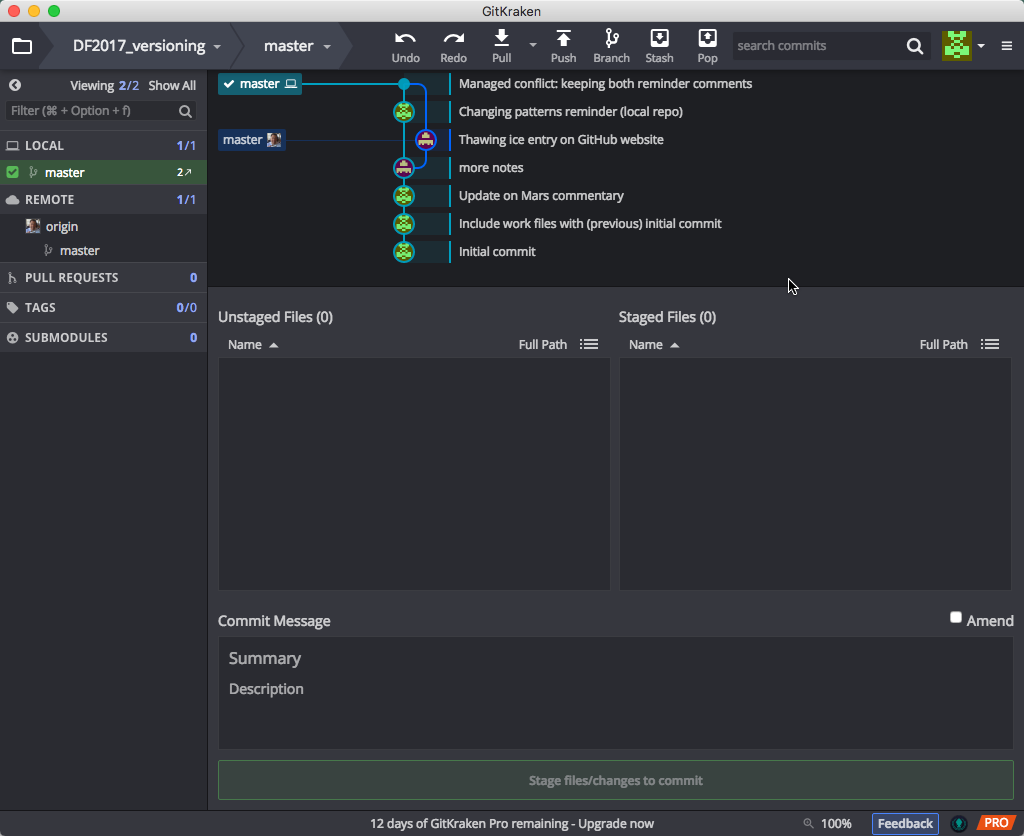 GitKraken
DF2017_versioning
master
Undo
Redo
Pull
Push
Branch
Stash
Pop
search commits
Viewing 2/2 Show All
Filter (⌘ + Option + f)
LOCAL 1/1
master 2↗
REMOTE 1/1
origin
master
PULL REQUESTS 0
TAGS 0/0
SUBMODULES 0
master Managed conflict: keeping both reminder comments
Changing patterns reminder (local repo)
master Thawing ice entry on GitHub website
more notes
Update on Mars commentary
Include work files with (previous) initial commit
Initial commit
Unstaged Files (0)
Name Full Path
Staged Files (0)
Name Full Path
Commit Message
Amend
Summary
Description
Stage files/changes to commit
12 days of GitKraken Pro remaining - Upgrade now
100%
Feedback
PRO